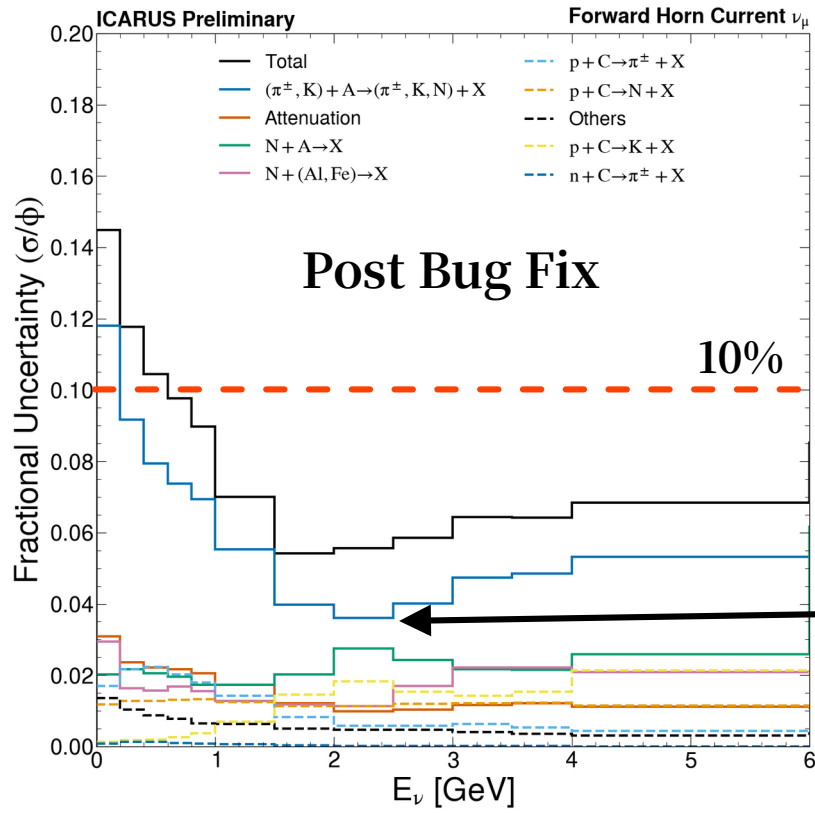 ICARUS Preliminary
Forward Horn Current νμ
Total
(π±, K) + A→(π±, K, N) + X
Attenuation
N + A→X
N + (Al, Fe)→X
p + C→π± + X
p + C→N + X
Others
p + C→K + X
n + C→π± + X
Post Bug Fix
10%
Fractional Uncertainty (σ/ϕ)
0.20
0.18
0.16
0.14
0.12
0.10
0.08
0.06
0.04
0.02
0.00
0 1 2 3 4 5 6
Eν [GeV]